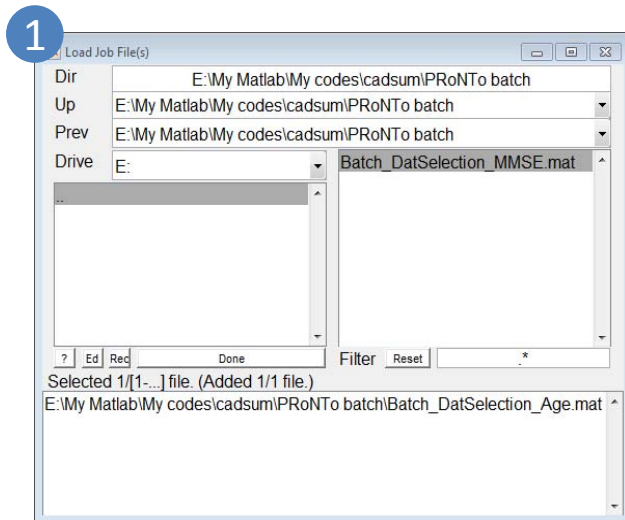 1
Load Job File(s)
Dir E:\My Matlab\My codes\cadsum\PRoNTo batch
Up E:\My Matlab\My codes\cadsum\PRoNTo batch
Prev E:\My Matlab\My codes\cadsum\PRoNTo batch
Drive E:
Batch_DatSelection_MMSE.mat
..
? Ed Rec Done Filter Reset .*
Selected 1/[1-...] file. (Added 1/1 file.)
E:\My Matlab\My codes\cadsum\PRoNTo batch\Batch_DatSelection_Age.mat